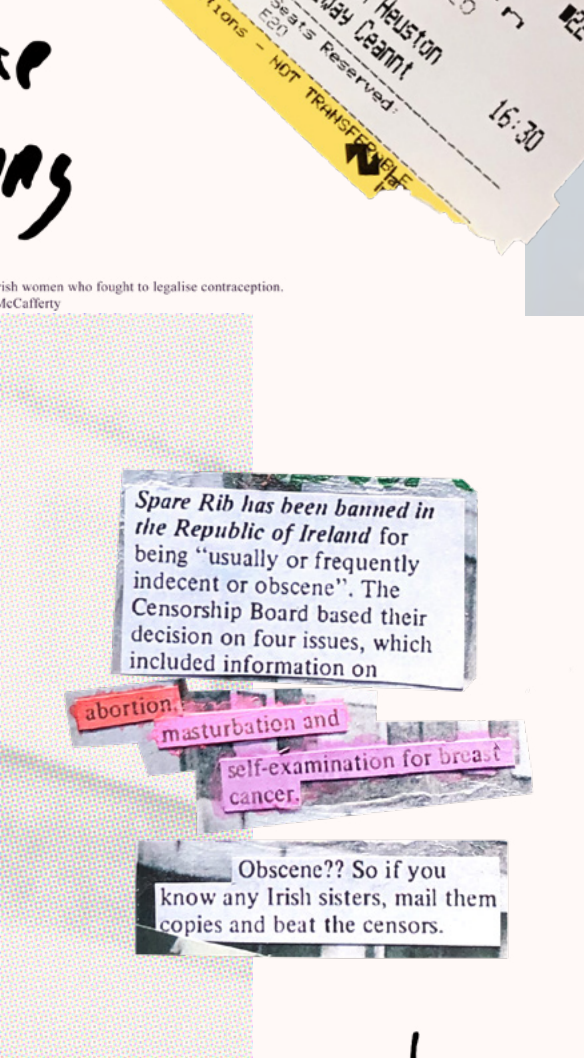 Heuston
way Ceannt
Seats Reserved:
E20
16:30
ions - NOT TRANSFERABLE
women who fought to legalise contraception.
McCafferty
Spare Rib has been banned in
the Republic of Ireland for
being “usually or frequently
indecent or obscene”. The
Censorship Board based their
decision on four issues, which
included information on
abortion,
masturbation and
self-examination for breast
cancer.
Obscene?? So if you
know any Irish sisters, mail them
copies and beat the censors.